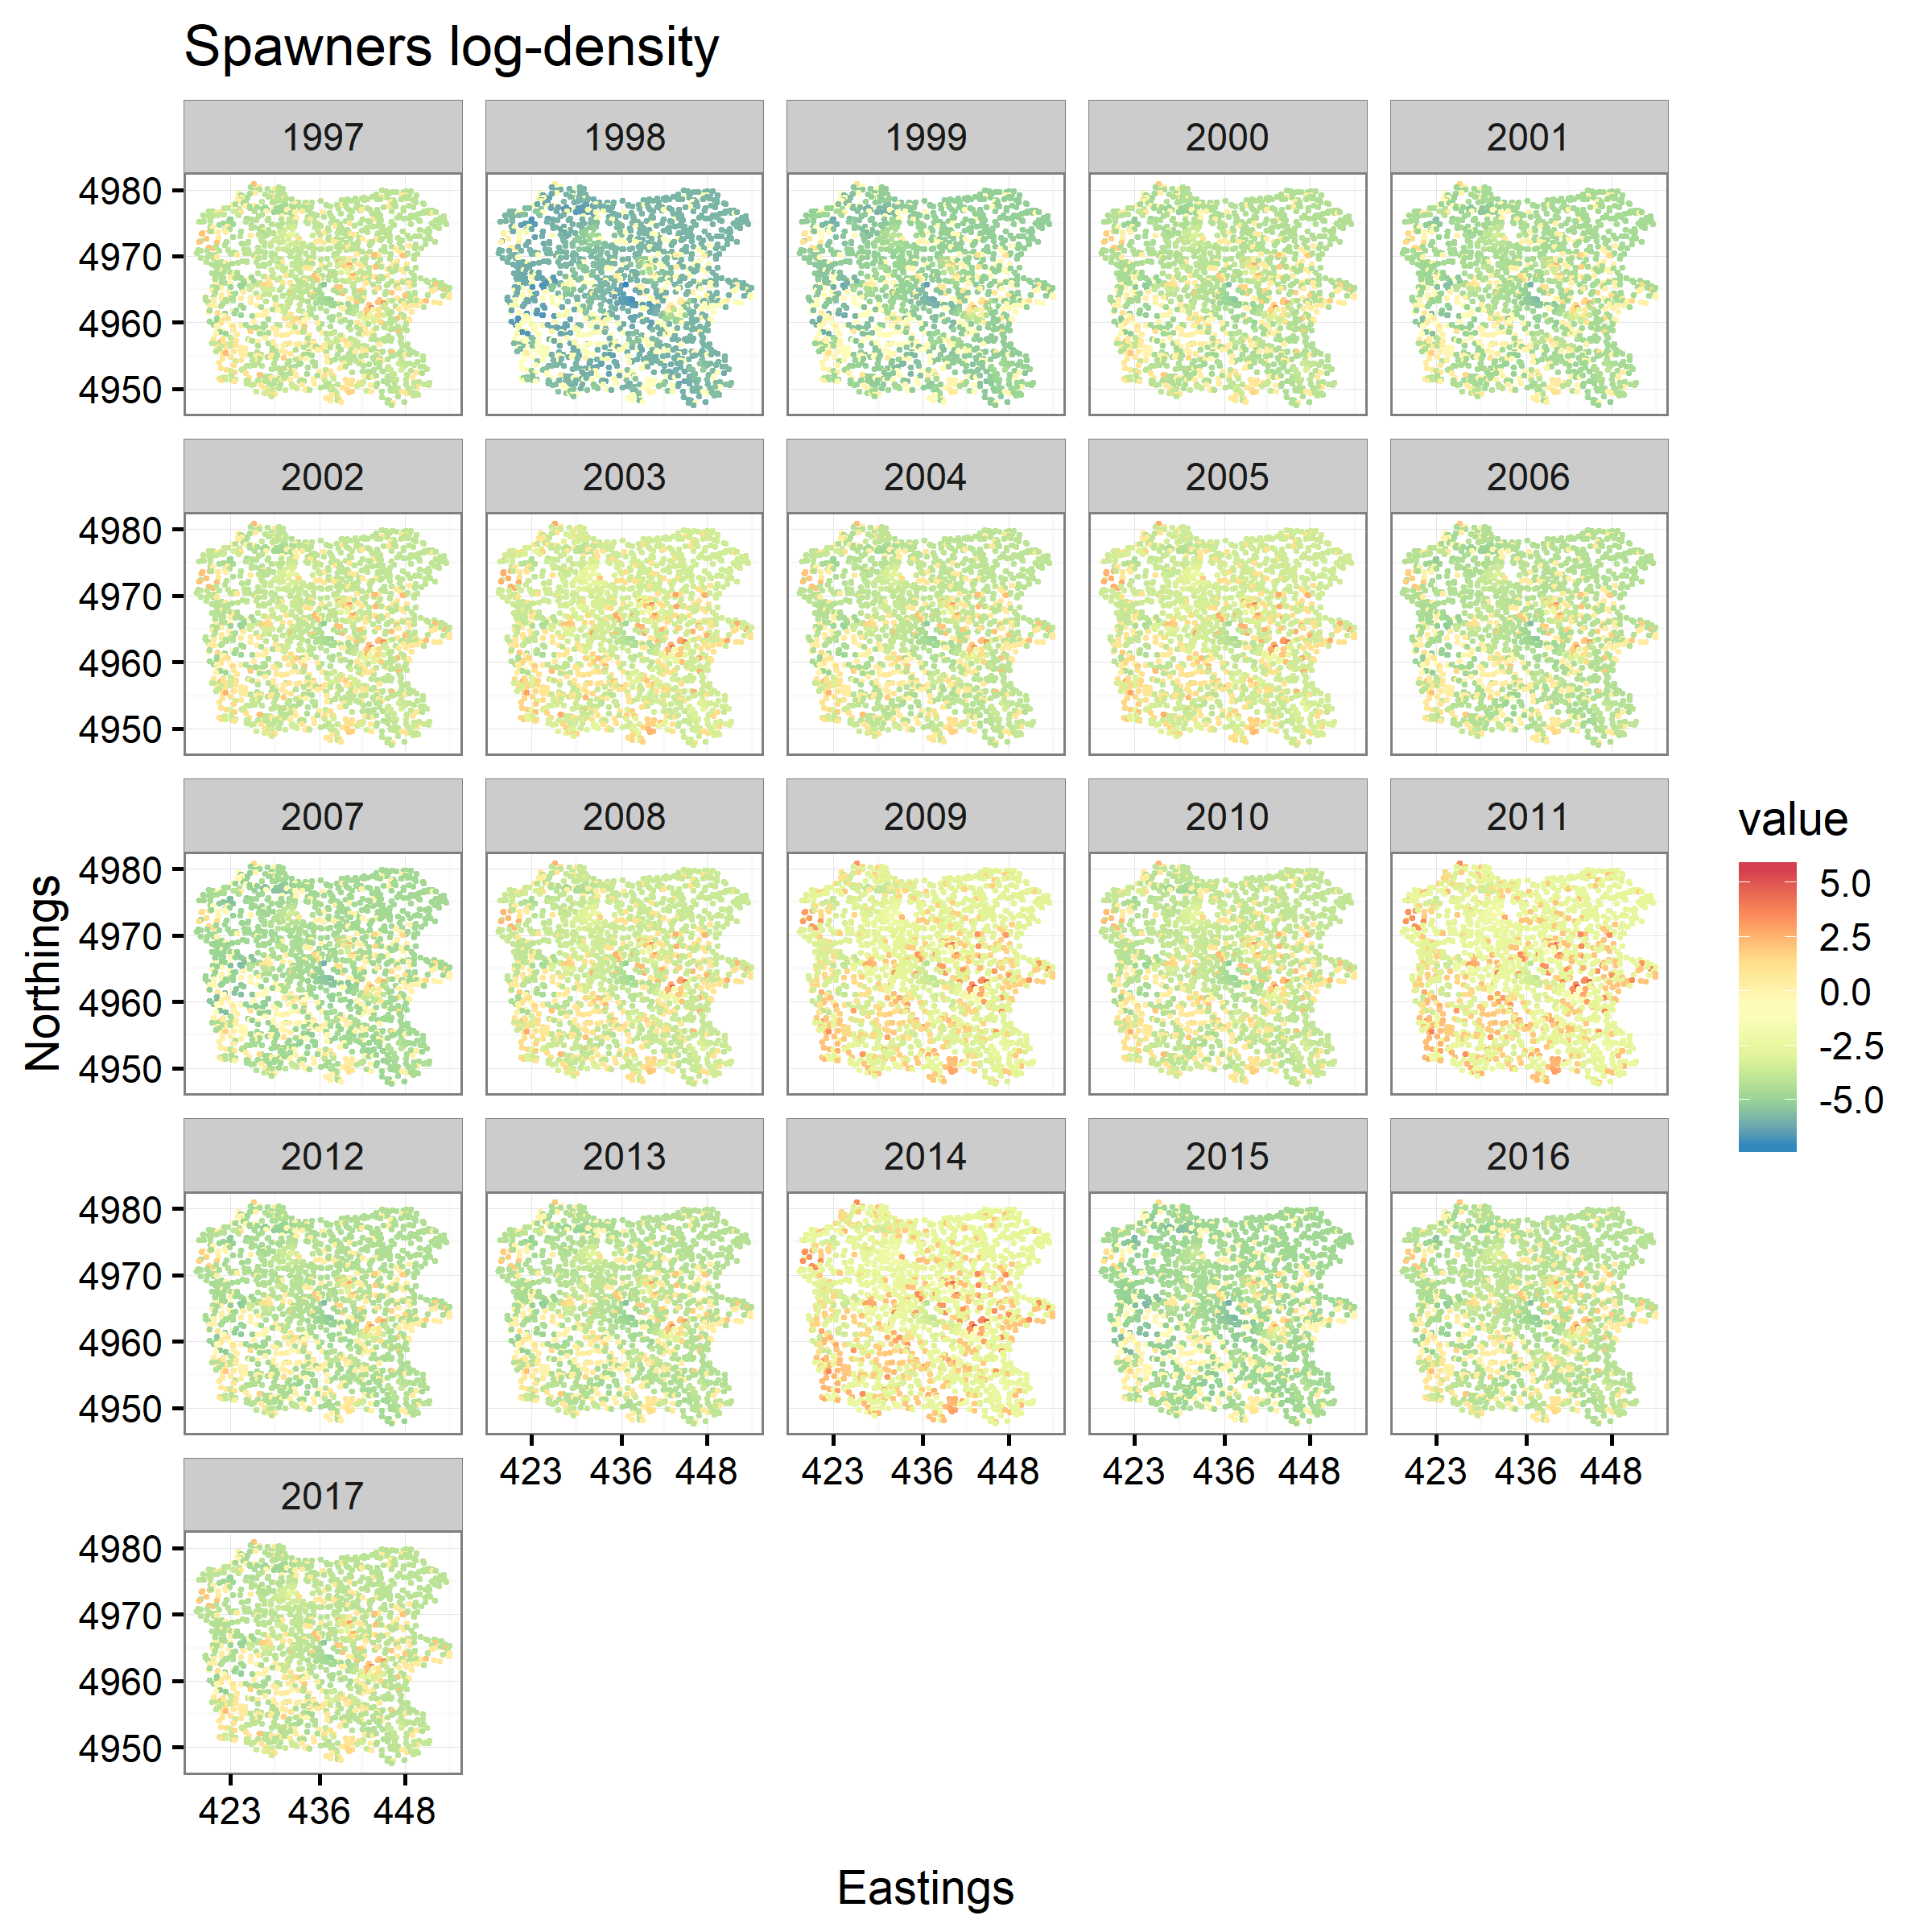 Spawners log-density
1997 1998 1999 2000 2001
4980
4970
4960
4950
2002 2003 2004 2005 2006
4980
4970
4960
4950
2007 2008 2009 2010 2011
4980
4970
4960
4950
2012 2013 2014 2015 2016
4980
4970
4960
4950
423 436 448 423 436 448 423 436 448 423 436 448
2017
4980
4970
4960
4950
423 436 448
Northings
Eastings
value
5.0
2.5
0.0
-2.5
-5.0